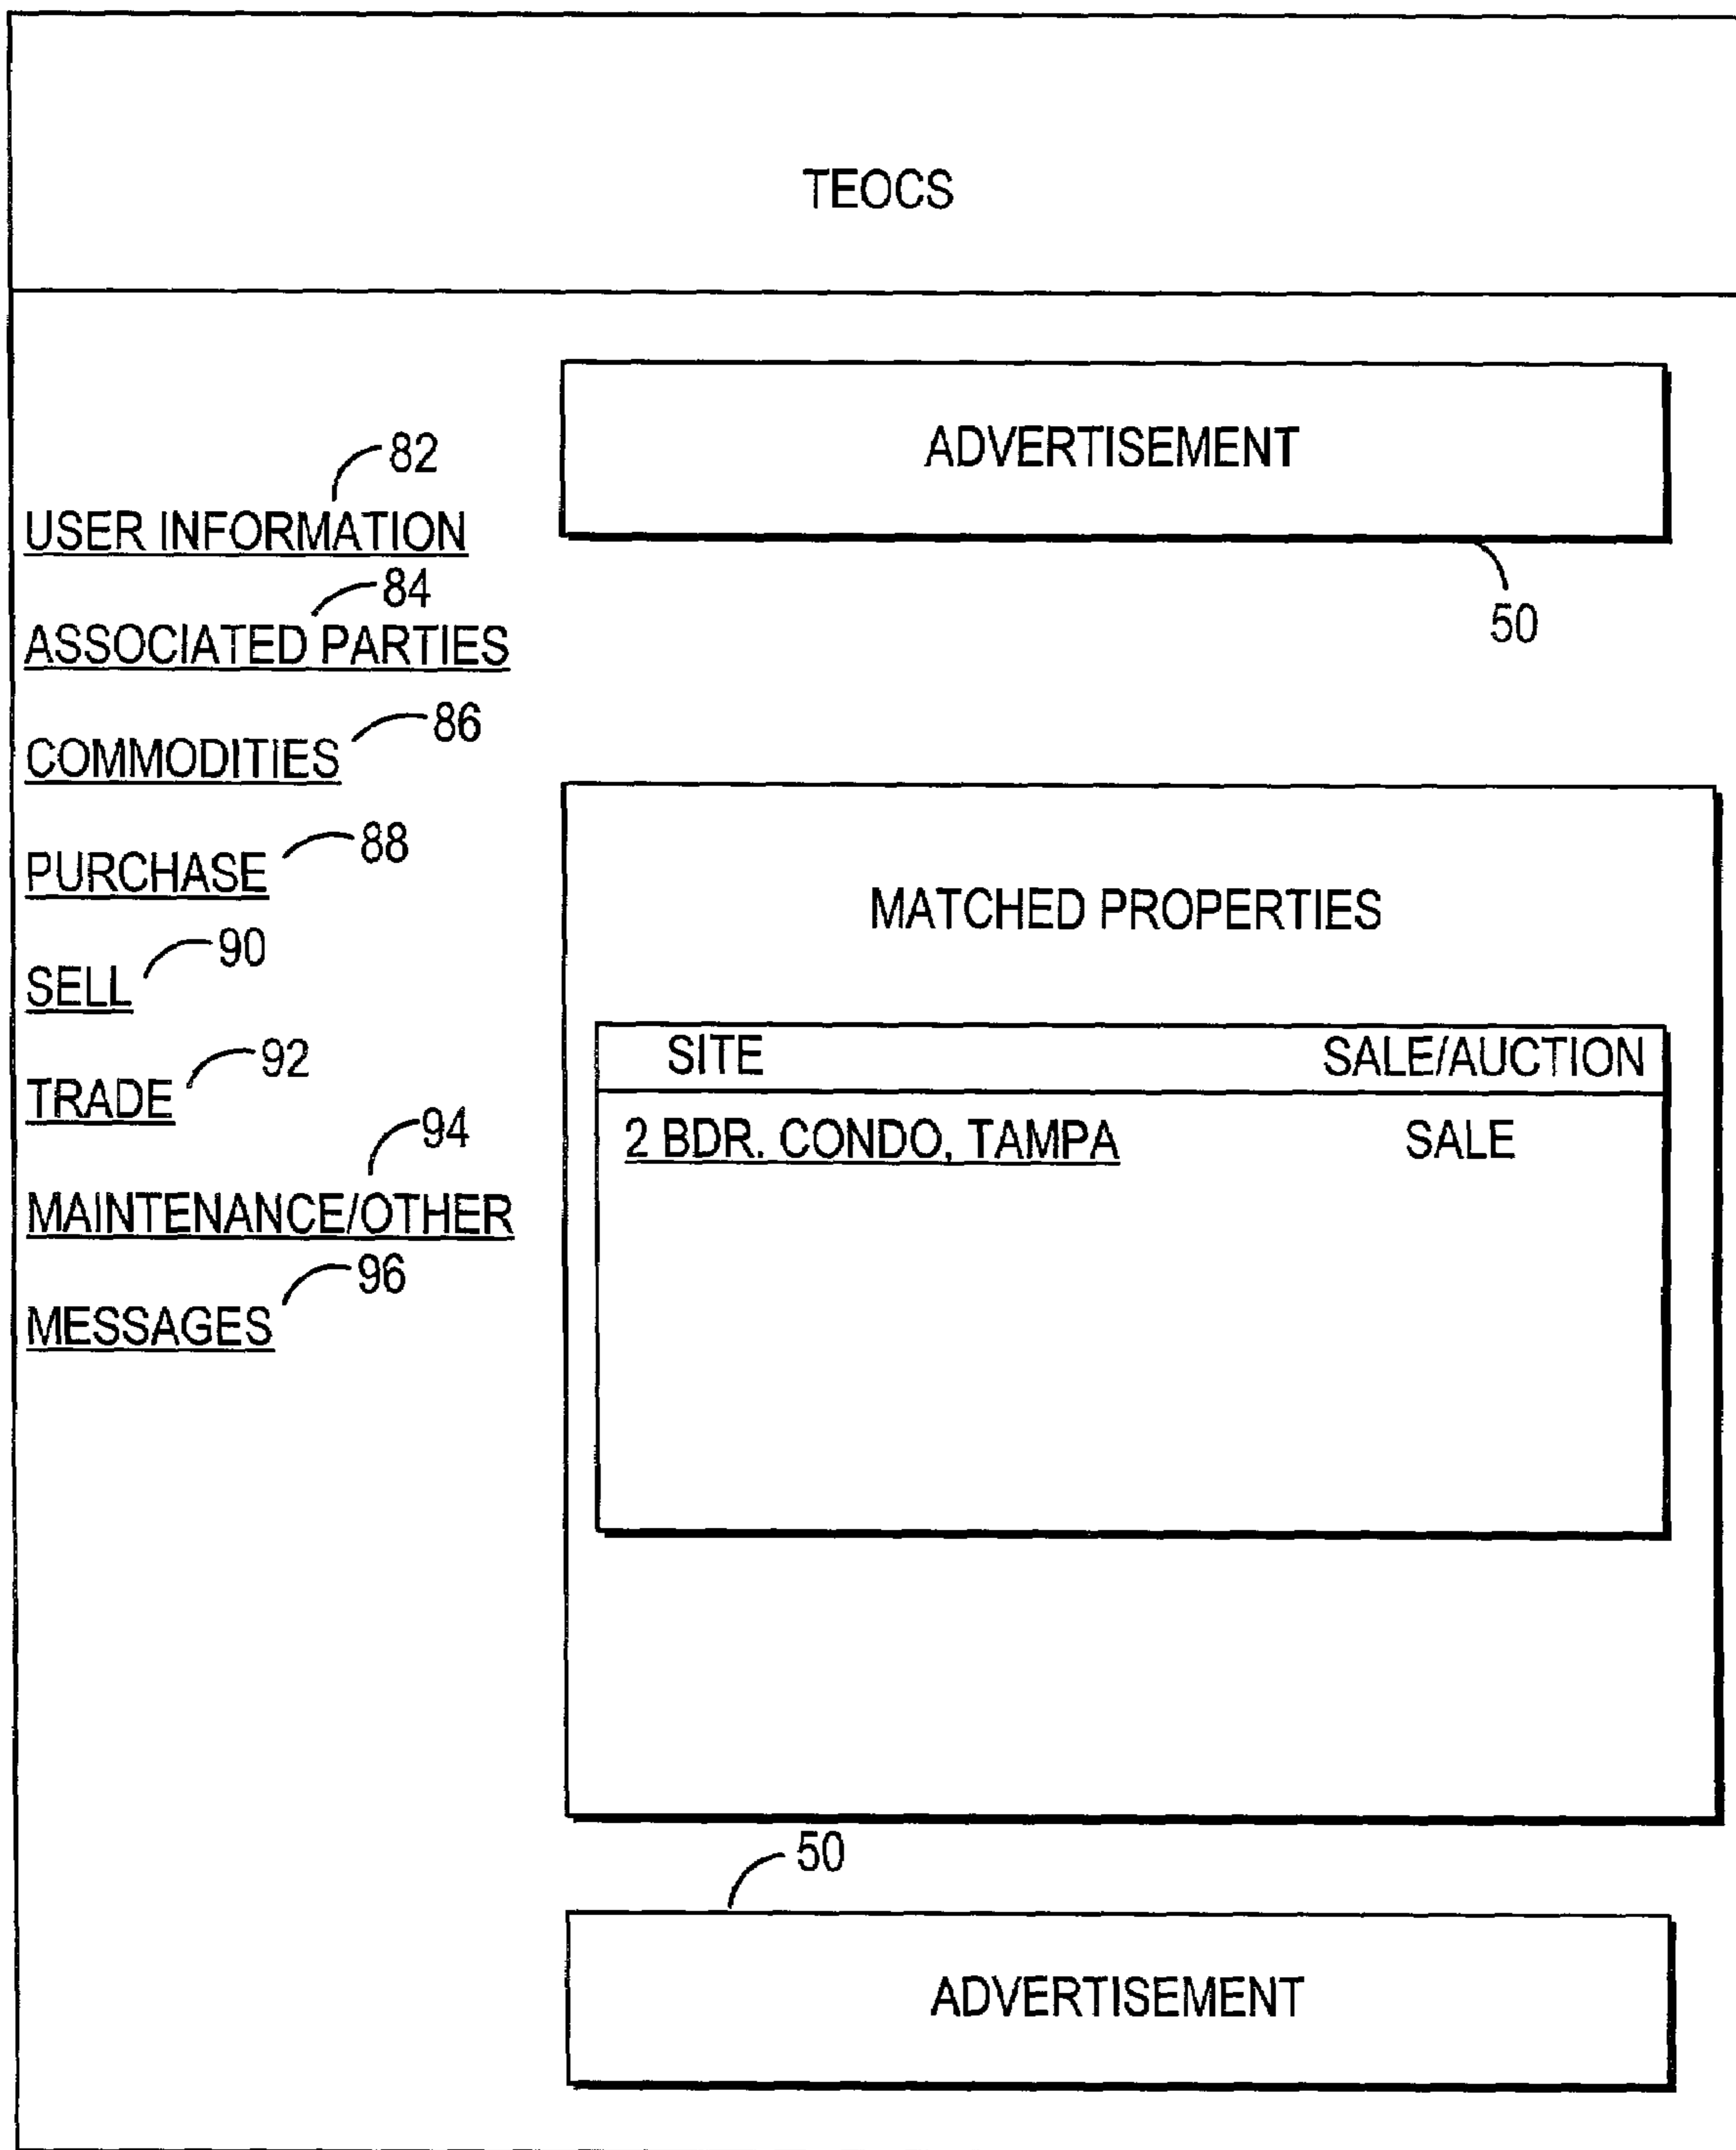 TEOCS
ADVERTISEMENT
50
82
USER INFORMATION
84
ASSOCIATED PARTIES
86
COMMODITIES
88
PURCHASE
90
SELL
92
TRADE
94
MAINTENANCE/OTHER
96
MESSAGES
MATCHED PROPERTIES
SITE SALE/AUCTION
2 BDR. CONDO, TAMPA SALE
50
ADVERTISEMENT